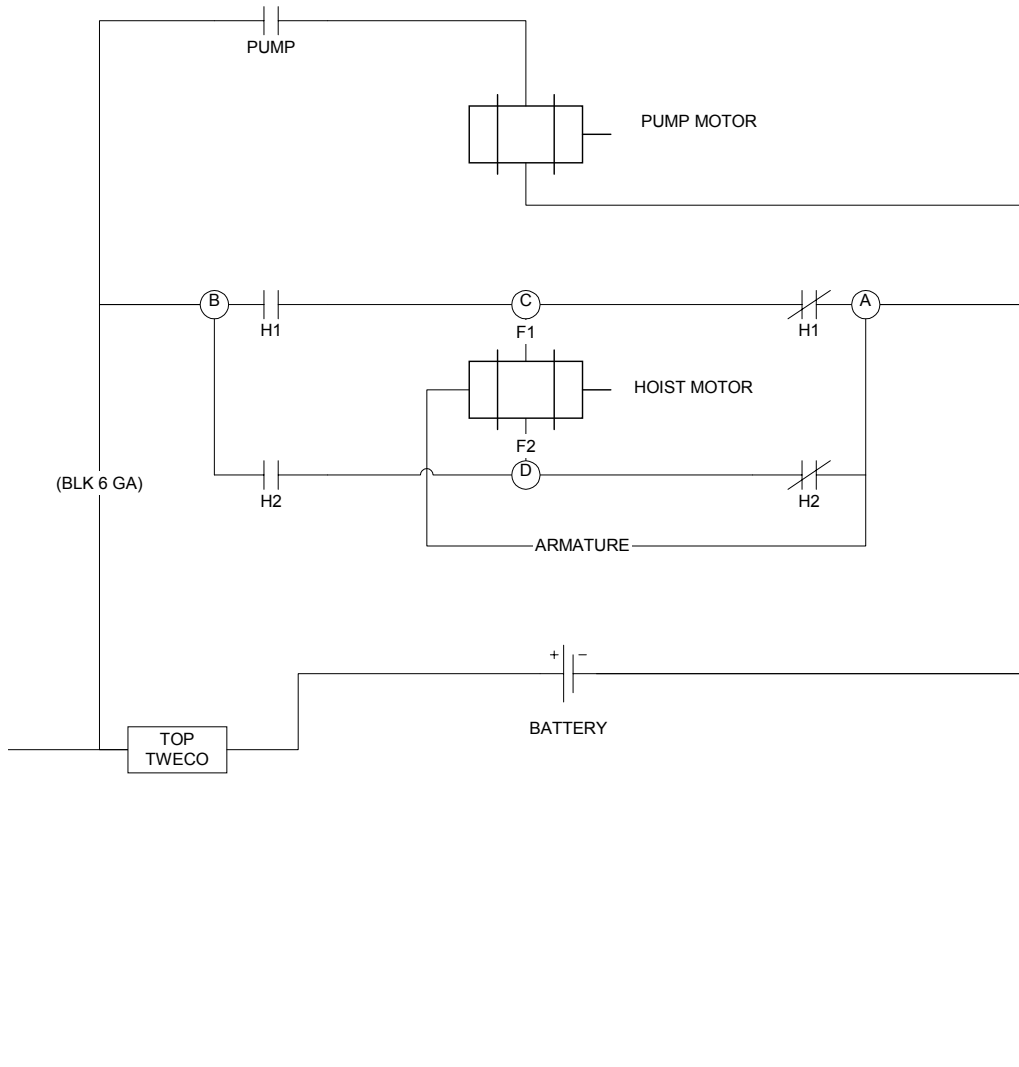 PUMP
PUMP MOTOR
B
C
A
H1
F1
H1
HOIST MOTOR
F2
D
(BLK 6 GA)
H2
H2
ARMATURE
+ −
BATTERY
TOP
TWECO